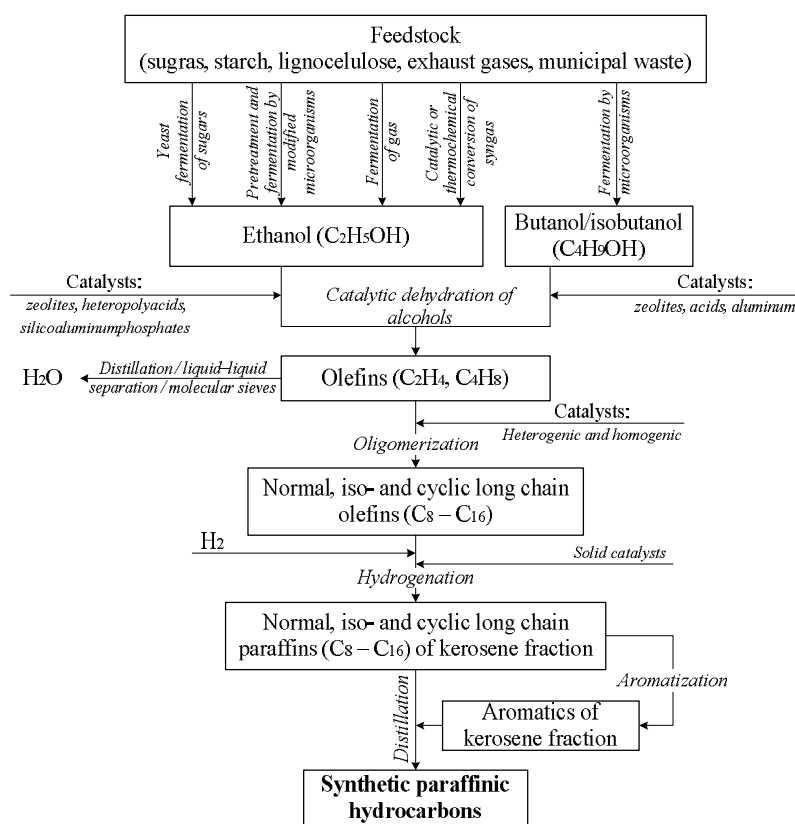 Feedstock
(sugras, starch, lignocelulose, exhaust gases, municipal waste)
Yeast
fermentation
of sugars
Pretreatment and
fermentation by
modified
microorganisms
Fermentation
of gas
Catalytic or
thermochemical
conversion of
syngas
Fermentation by
microorganisms
Ethanol (C2H5OH)
Butanol/isobutanol
(C4H9OH)
Catalysts:
zeolites, heteropolyacids,
silicoaluminumphosphates
Catalytic dehydration of
alcohols
Catalysts:
zeolites, acids, aluminum
H2O
Distillation / liquid–liquid
separation / molecular sieves
Olefins (C2H4, C4H8)
Catalysts:
Heterogenic and homogenic
Oligomerization
Normal, iso- and cyclic long chain
olefins (C8 – C16)
H2
Solid catalysts
Hydrogenation
Normal, iso- and cyclic long chain
paraffins (C8 – C16) of kerosene fraction
Aromatization
Distillation
Aromatics of
kerosene fraction
Synthetic paraffinic
hydrocarbons